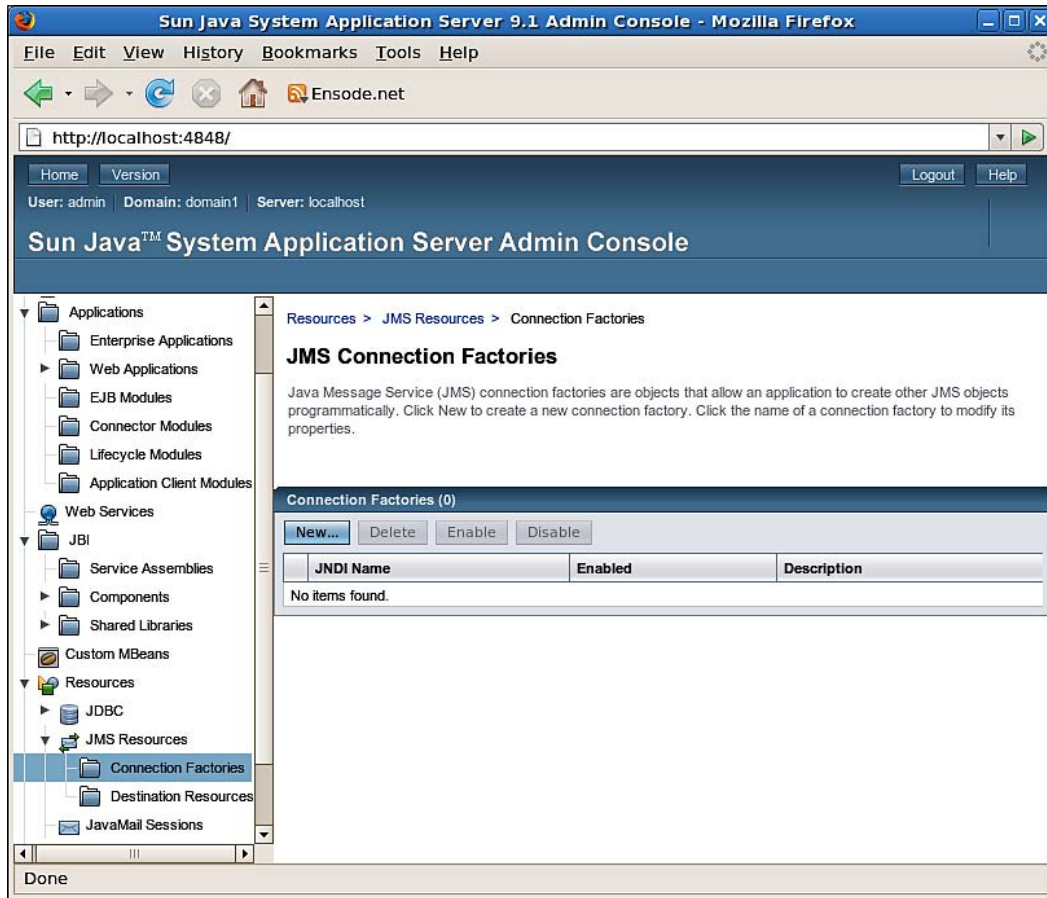 Sun Java System Application Server 9.1 Admin Console - Mozilla Firefox
File Edit View History Bookmarks Tools Help
Ensode.net
http://localhost:4848/
Home Version Logout Help
User: admin Domain: domain1 Server: localhost
Sun Java™ System Application Server Admin Console
Applications
Enterprise Applications
Web Applications
EJB Modules
Connector Modules
Lifecycle Modules
Application Client Modules
Web Services
JBI
Service Assemblies
Components
Shared Libraries
Custom MBeans
Resources
JDBC
JMS Resources
Connection Factories
Destination Resources
JavaMail Sessions
Resources > JMS Resources > Connection Factories
JMS Connection Factories
Java Message Service (JMS) connection factories are objects that allow an application to create other JMS objects
programmatically. Click New to create a new connection factory. Click the name of a connection factory to modify its
properties.
Connection Factories (0)
New... Delete Enable Disable
JNDI Name Enabled Description
No items found.
Done